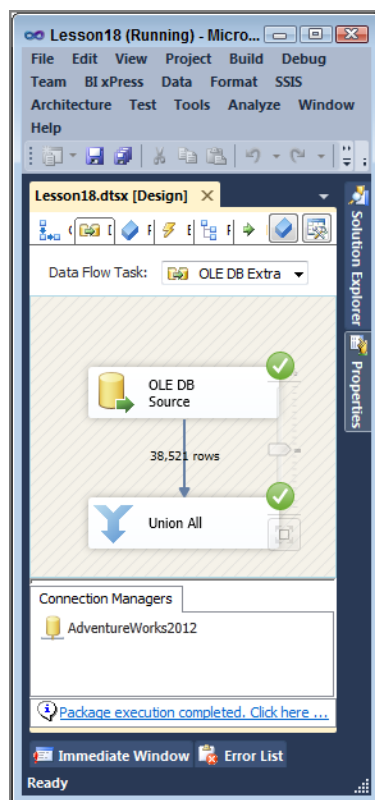 Lesson18 (Running) - Micro...
File Edit View Project Build Debug
Team BI xPress Data Format SSIS
Architecture Test Tools Analyze Window
Help
Lesson18.dtsx [Design]
Data Flow Task: OLE DB Extra
OLE DB
Source
38,521 rows
Union All
Connection Managers
AdventureWorks2012
Package execution completed. Click here ...
Solution Explorer
Properties
Immediate Window Error List
Ready